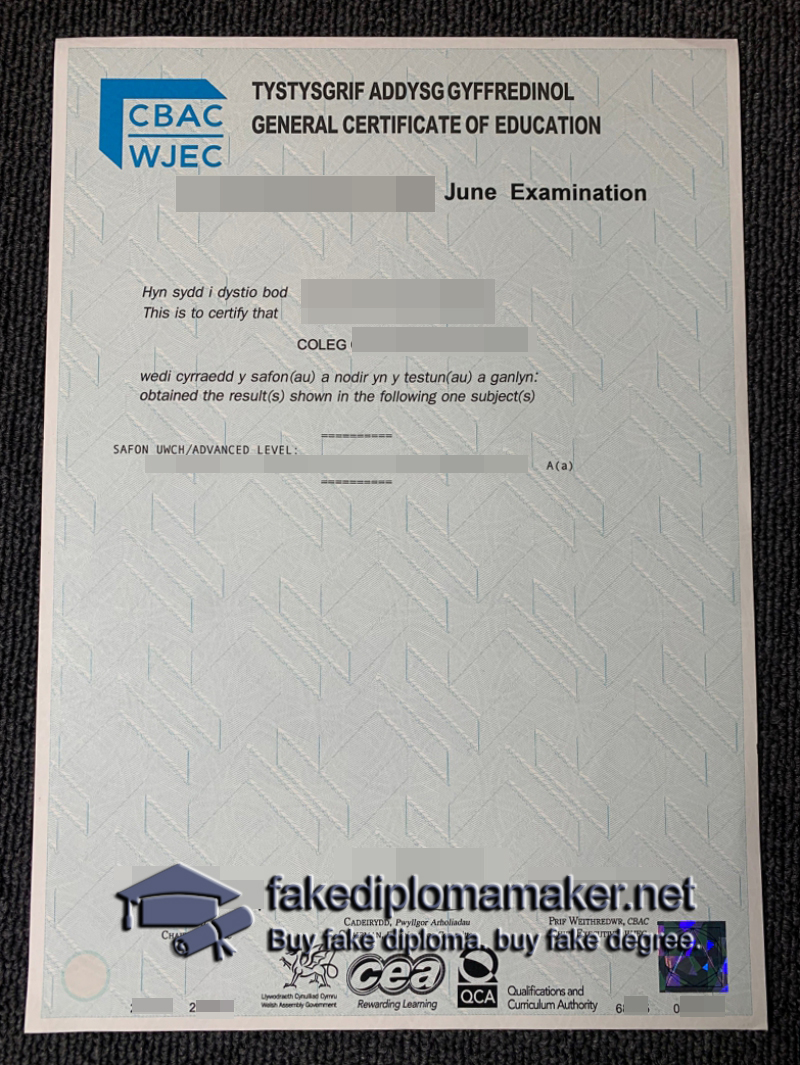 CBAC
WJEC
TYSTYSGRIF ADDYSG GYFFREDINOL
GENERAL CERTIFICATE OF EDUCATION
June Examination
Hyn sydd i dystio bod
This is to certify that
COLEG
wedi cyrraedd y safon(au) a nodir yn y testun(au) a ganlyn:
obtained the result(s) shown in the following one subject(s)
==========
SAFON UWCH/ADVANCED LEVEL:
A(a)
==========
fakediplomamaker.net
CADEIRYDD, Pwyllgor Arholiadau
PRIF WEITHREDWR, CBAC
Buy fake diploma, buy fake degree.
Llywodraeth Cynulliad Cymru
Welsh Assembly Government
cea
Rewarding Learning
QCA
Qualifications and
Curriculum Authority